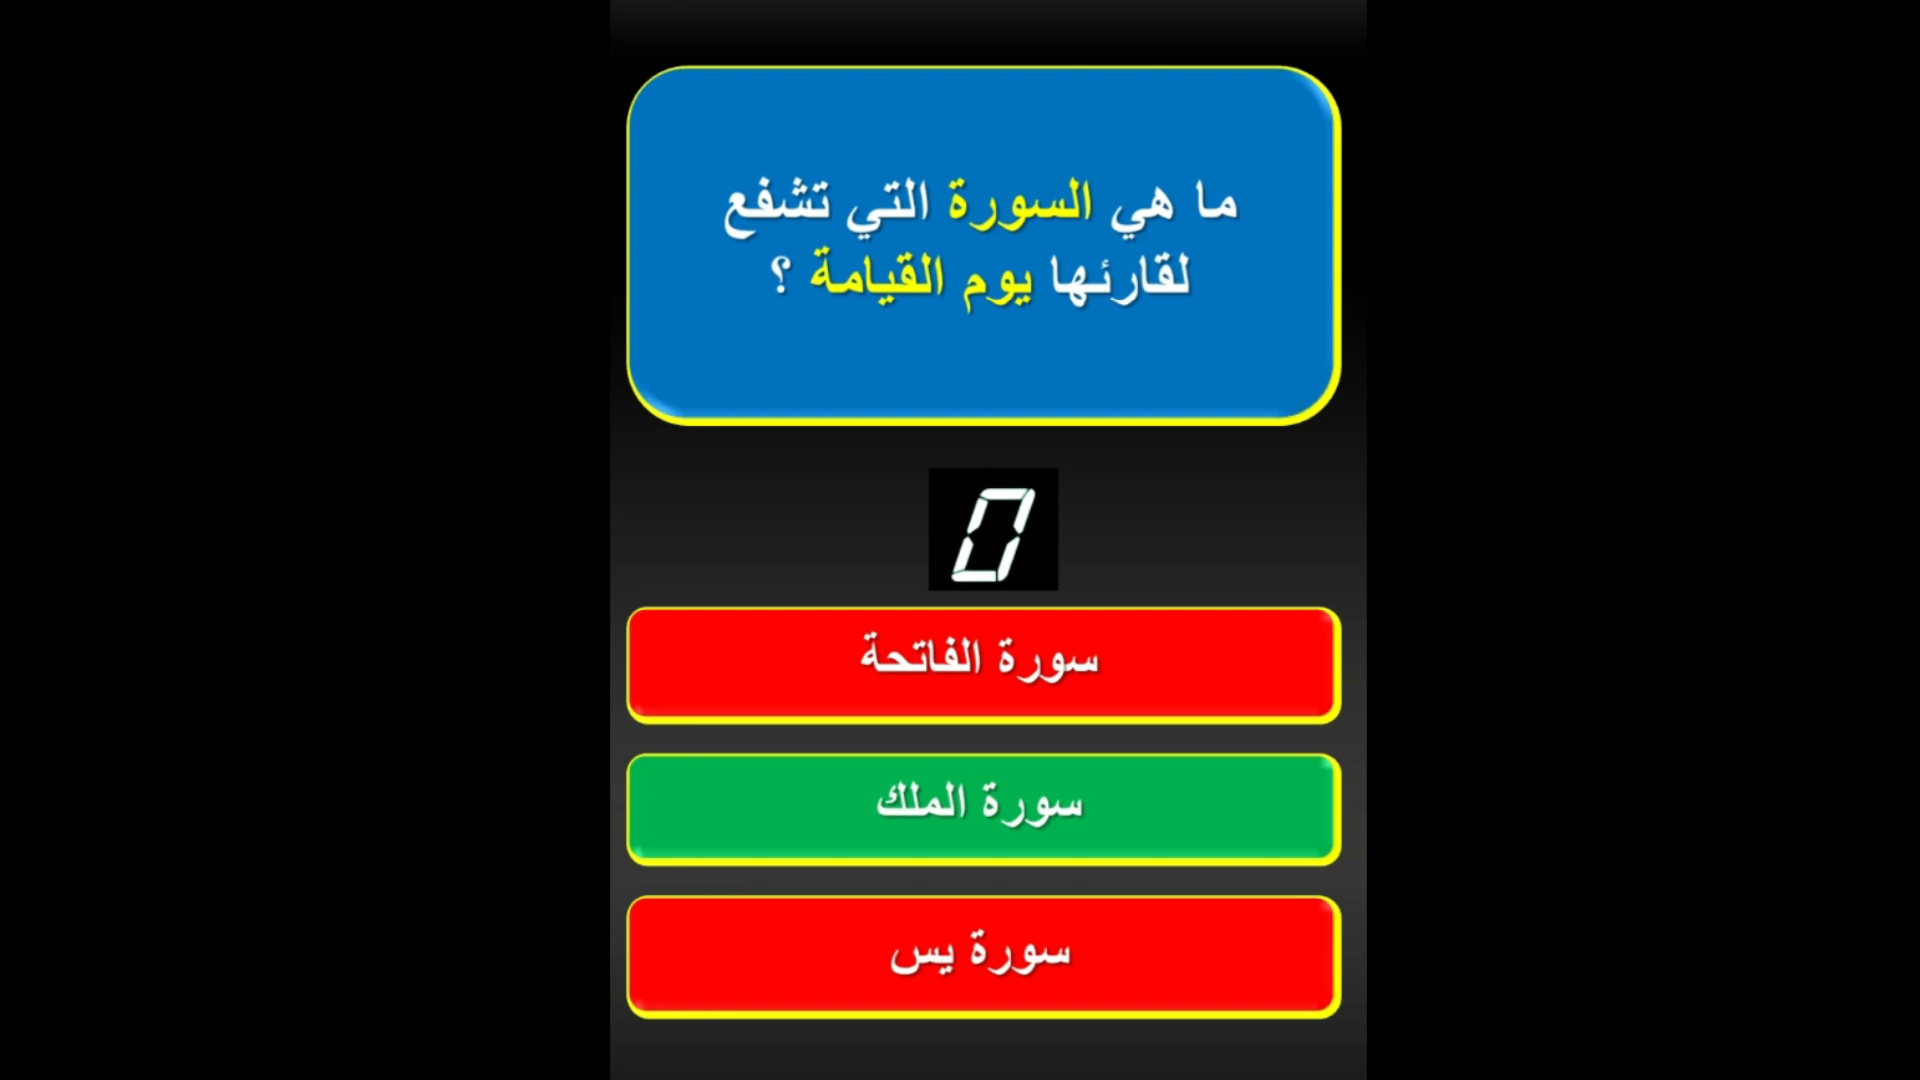 ما هي السورة التي تشفع
لقارئها يوم القيامة ؟
0
سورة الفاتحة
سورة الملك
سورة يس